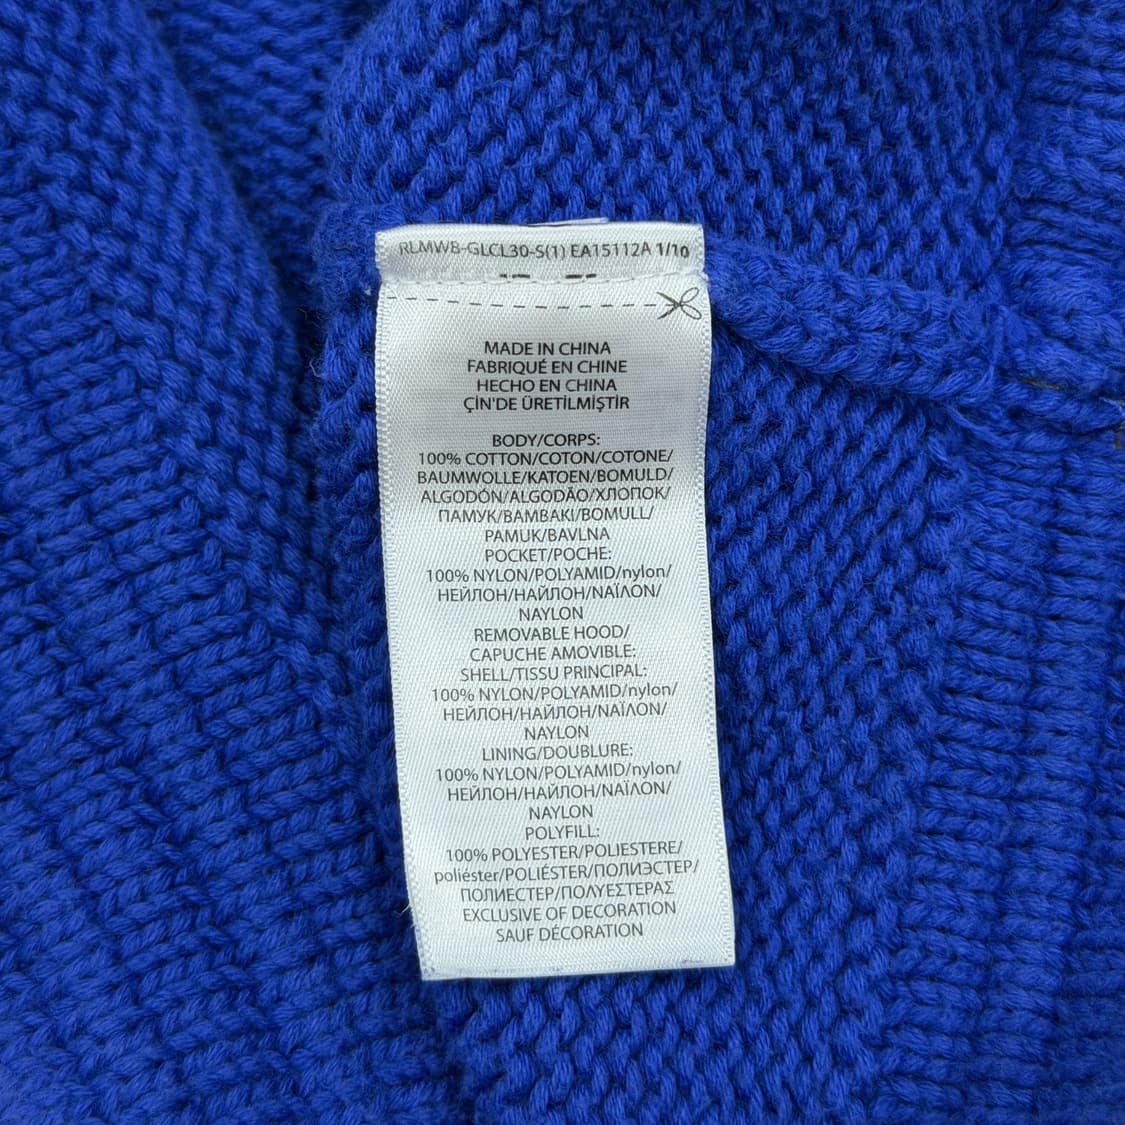 RLMWB-GLCL30-S(1) EA15112A 1/10
MADE IN CHINA
FABRIQUÉ EN CHINE
HECHO EN CHINA
ÇİN'DE ÜRETİLMİŞTİR
BODY/CORPS:
100% COTTON/COTON/COTONE/
BAUMWOLLE/KATOEN/BOMULD/
ALGODÓN/ALGODÃO/ХЛОПОК/
ПАМУК/ΒΑΜΒΑΚΙ/BOMULL/
PAMUK/BAVLNA
POCKET/POCHE:
100% NYLON/POLYAMID/nylon/
НЕЙЛОН/НАЙЛОН/ΝΑΪΛΟΝ/
NAYLON
REMOVABLE HOOD/
CAPUCHE AMOVIBLE:
SHELL/TISSU PRINCIPAL:
100% NYLON/POLYAMID/nylon/
НЕЙЛОН/НАЙЛОН/ΝΑΪΛΟΝ/
NAYLON
LINING/DOUBLURE:
100% NYLON/POLYAMID/nylon/
НЕЙЛОН/НАЙЛОН/ΝΑΪΛΟΝ/
NAYLON
POLYFILL:
100% POLYESTER/POLIESTERE/
poliéster/POLIÉSTER/ПОЛИЭСТЕР/
ПОЛИЕСТЕР/ΠΟΛΥΕΣΤΕΡΑΣ
EXCLUSIVE OF DECORATION
SAUF DÉCORATION